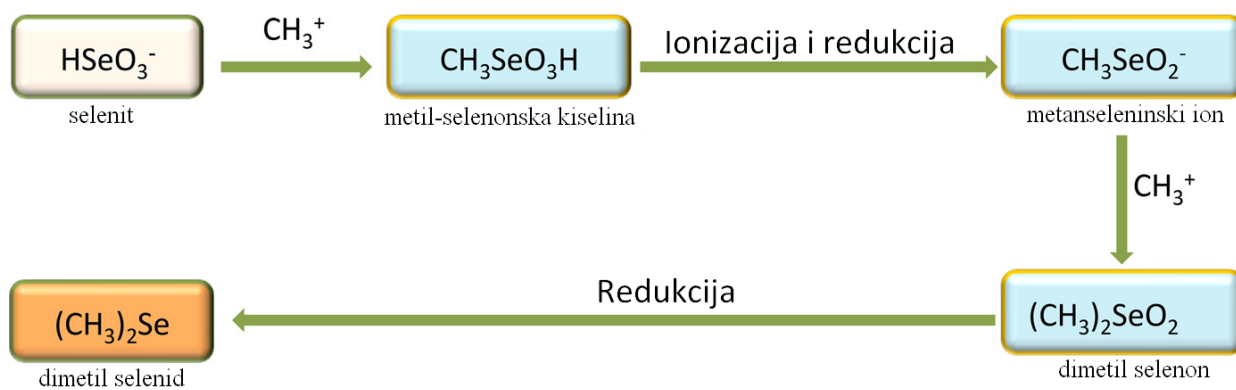 HSeO₃⁻
selenit
CH₃⁺
CH₃SeO₃H
metil-selenonska kiselina
Ionizacija i redukcija
CH₃SeO₂⁻
metanseleninski ion
CH₃⁺
(CH₃)₂SeO₂
dimetil selenon
Redukcija
(CH₃)₂Se
dimetil selenid